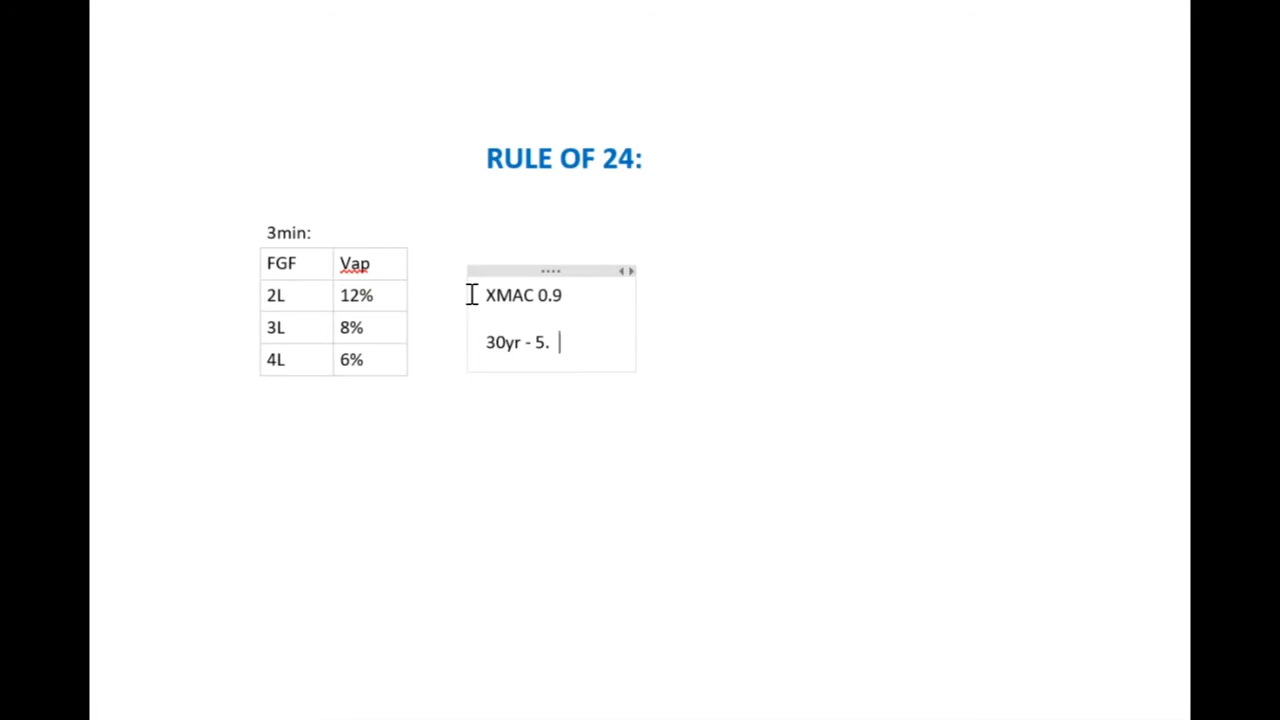 RULE OF 24:
3min:
FGF Vap
2L 12%
3L 8%
4L 6%
XMAC 0.9
30yr - 5.